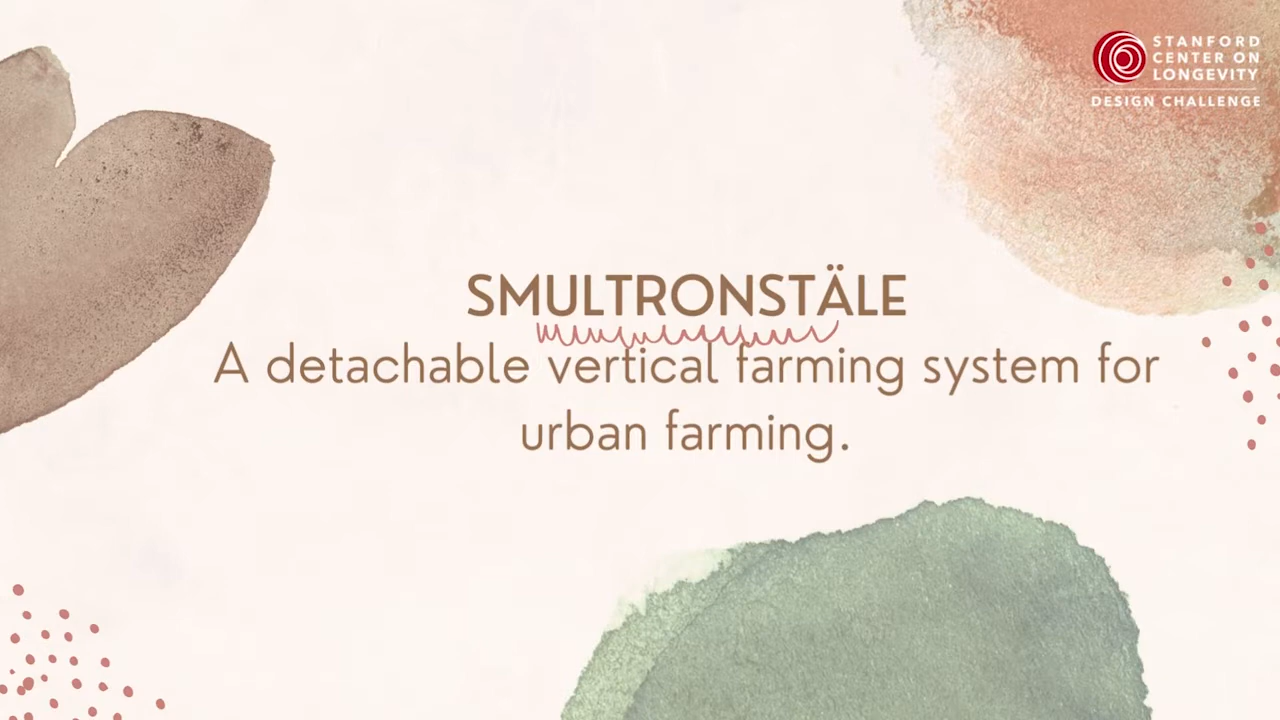 STANFORD
CENTER ON
LONGEVITY
DESIGN CHALLENGE
SMULTRONSTÄLE
A detachable vertical farming system for
urban farming.